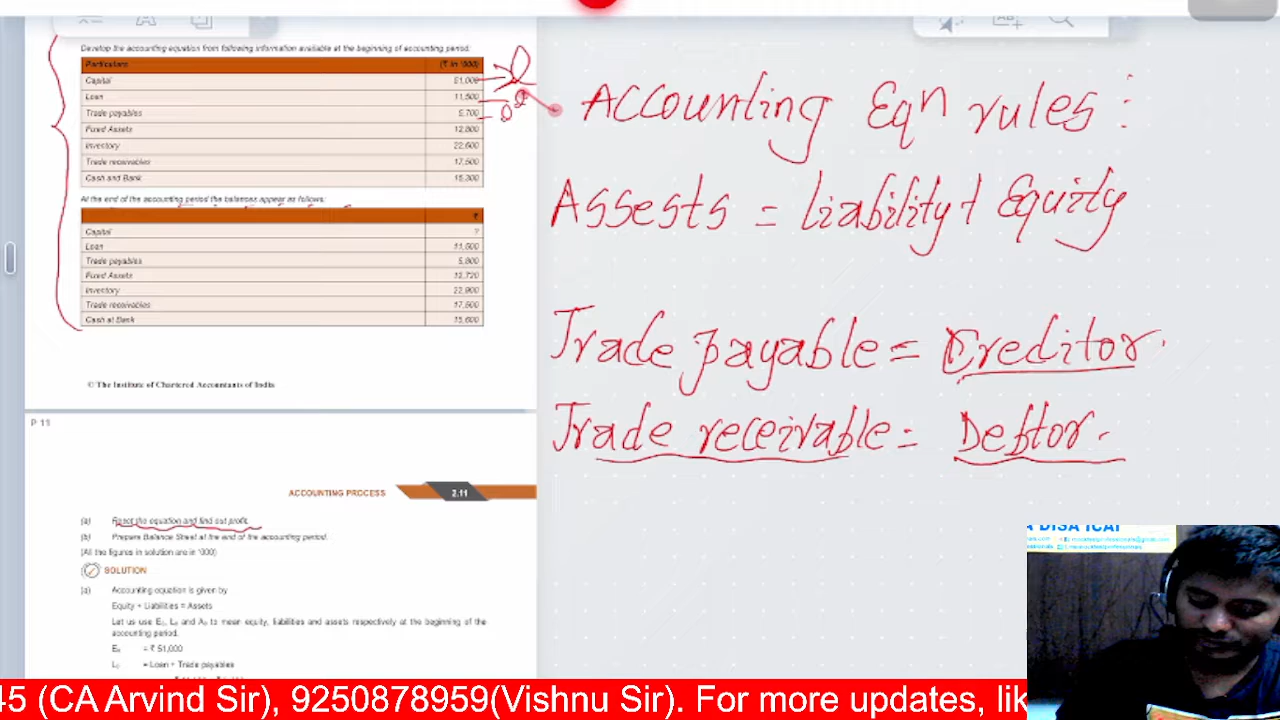 Develop the accounting equation from following information available at the beginning of accounting period:
Particulars (₹ in '000)
Capital 51,000
Loan 11,500
Trade payables 5,700
Fixed Assets 12,800
Inventory 22,600
Trade receivables 17,500
Cash and Bank 15,300
At the end of the accounting period the balances appear as follows:
₹
Capital ?
Loan 11,500
Trade payables 5,800
Fixed Assets 12,720
Inventory 22,900
Trade receivables 17,500
Cash at Bank 15,600
© The Institute of Chartered Accountants of India
P 11
ACCOUNTING PROCESS 2.11
(a) Reset the equation and find out profit.
(b) Prepare Balance Sheet at the end of the accounting period.
(All the figures in solution are in '000)
SOLUTION
(a) Accounting equation is given by
Equity + Liabilities = Assets
Let us use E₀, L₀ and A₀ to mean equity, liabilities and assets respectively at the beginning of the
accounting period.
E₀ = ₹ 51,000
L₀ = Loan + Trade payables
Accounting Eqn rules :
Assests = liability + Equity
Trade payable = Creditor.
Trade receivable = Debtor.
DISA ICAI
45 (CA Arvind Sir), 9250878959(Vishnu Sir). For more updates, lik